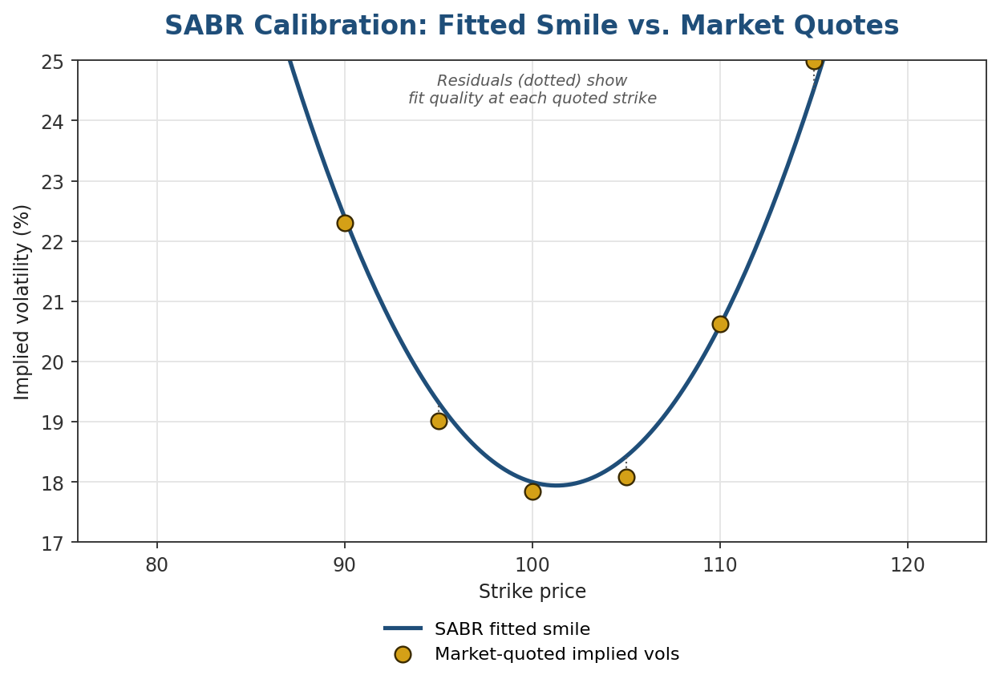 SABR Calibration: Fitted Smile vs. Market Quotes
Residuals (dotted) show
fit quality at each quoted strike
Implied volatility (%)
25
24
23
22
21
20
19
18
17
80 90 100 110 120
Strike price
SABR fitted smile
Market-quoted implied vols